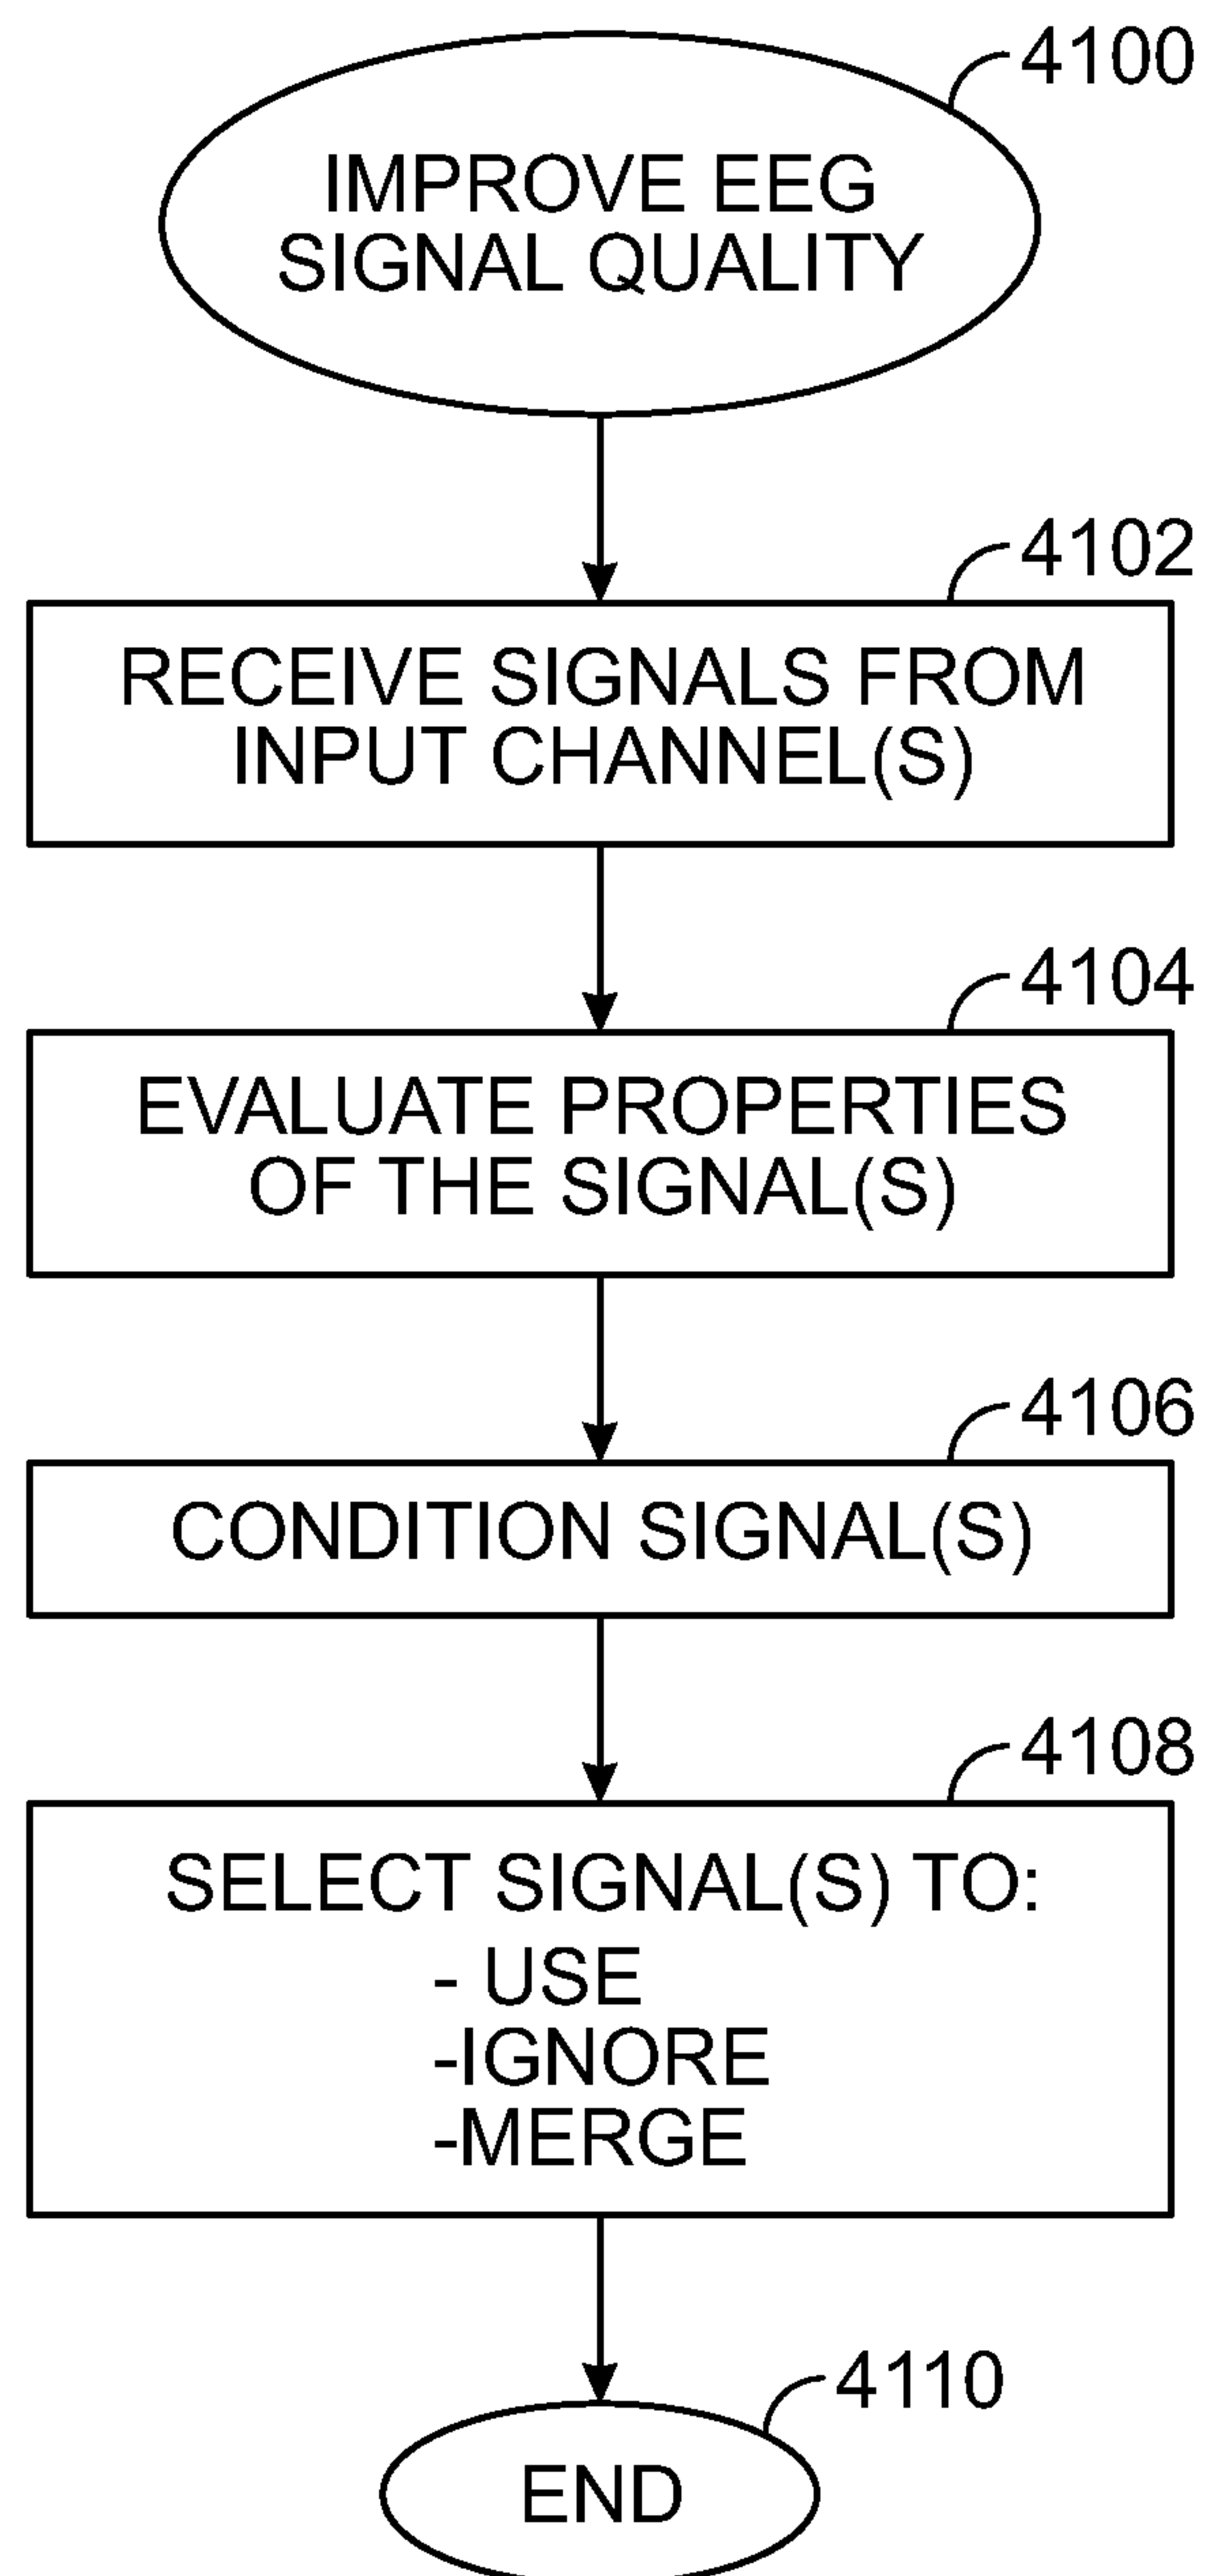 4100
IMPROVE EEG
SIGNAL QUALITY
4102
RECEIVE SIGNALS FROM
INPUT CHANNEL(S)
4104
EVALUATE PROPERTIES
OF THE SIGNAL(S)
4106
CONDITION SIGNAL(S)
4108
SELECT SIGNAL(S) TO:
- USE
-IGNORE
-MERGE
4110
END